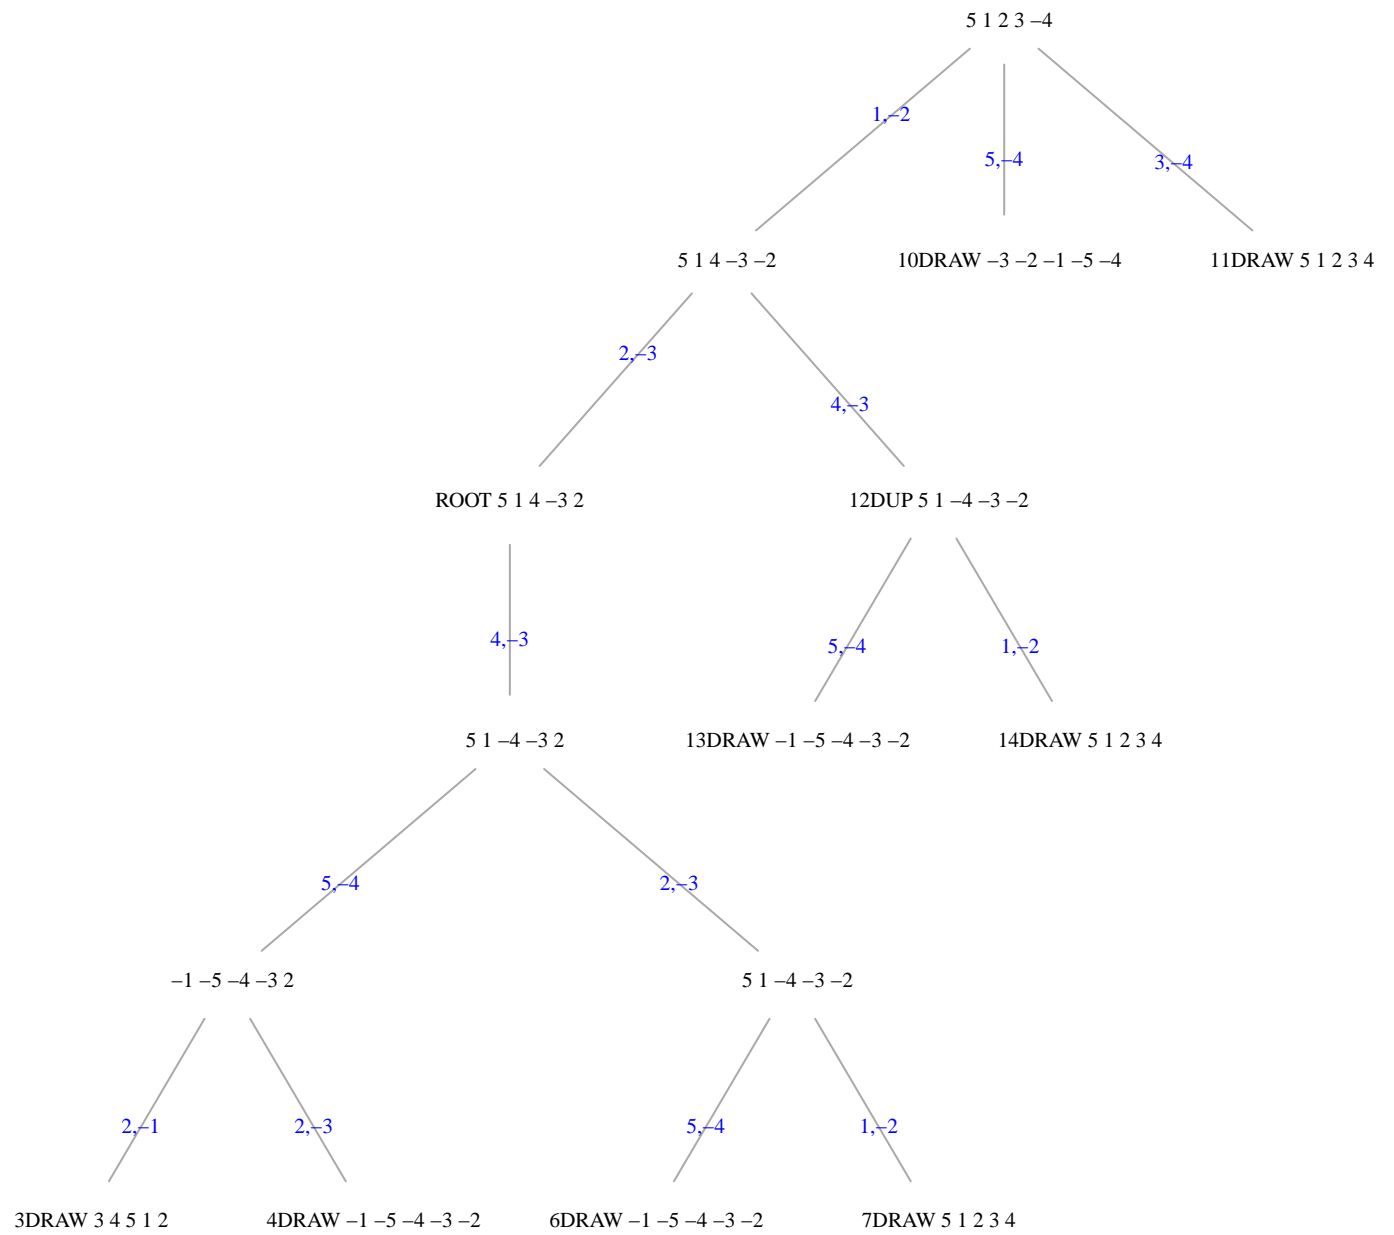 5 1 2 3 –4
1,–2
5,–4
3,–4
5 1 4 –3 –2
10DRAW –3 –2 –1 –5 –4
11DRAW 5 1 2 3 4
2,–3
4,–3
ROOT 5 1 4 –3 2
12DUP 5 1 –4 –3 –2
4,–3
5,–4
1,–2
5 1 –4 –3 2
13DRAW –1 –5 –4 –3 –2
14DRAW 5 1 2 3 4
5,–4
2,–3
–1 –5 –4 –3 2
5 1 –4 –3 –2
2,–1
2,–3
5,–4
1,–2
3DRAW 3 4 5 1 2
4DRAW –1 –5 –4 –3 –2
6DRAW –1 –5 –4 –3 –2
7DRAW 5 1 2 3 4